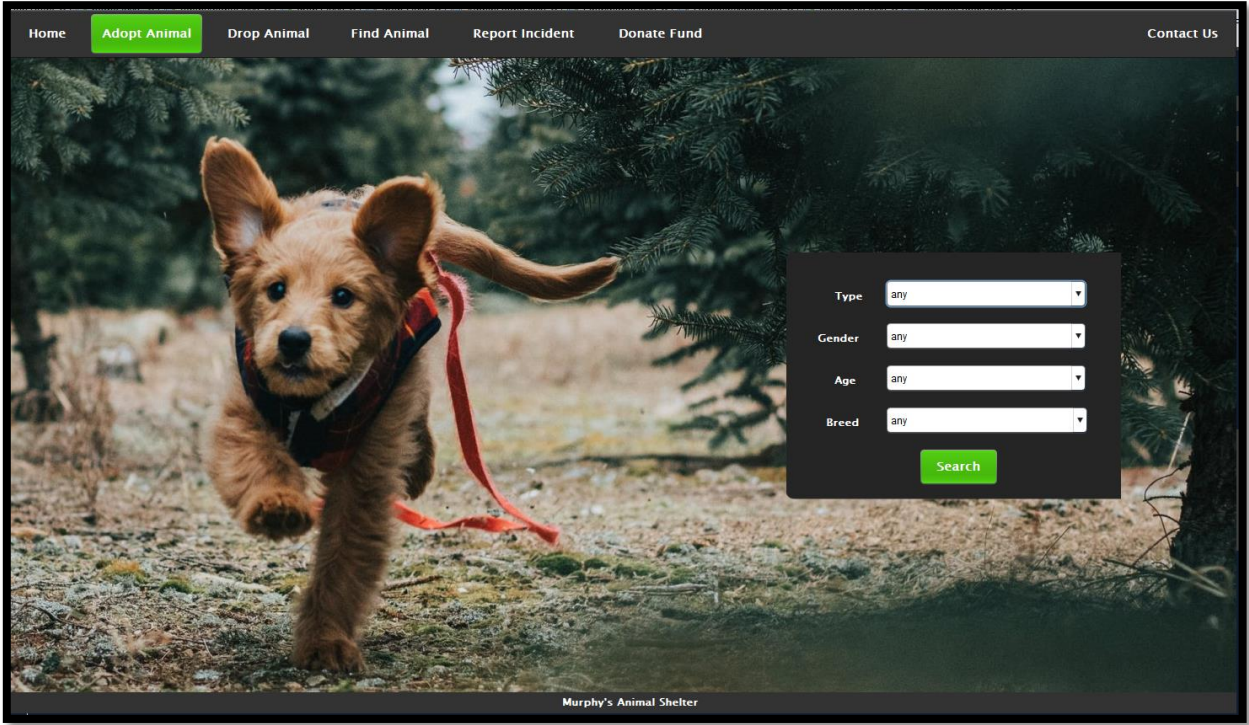 Home Adopt Animal Drop Animal Find Animal Report Incident Donate Fund Contact Us
Type any
Gender any
Age any
Breed any
Search
Murphy's Animal Shelter